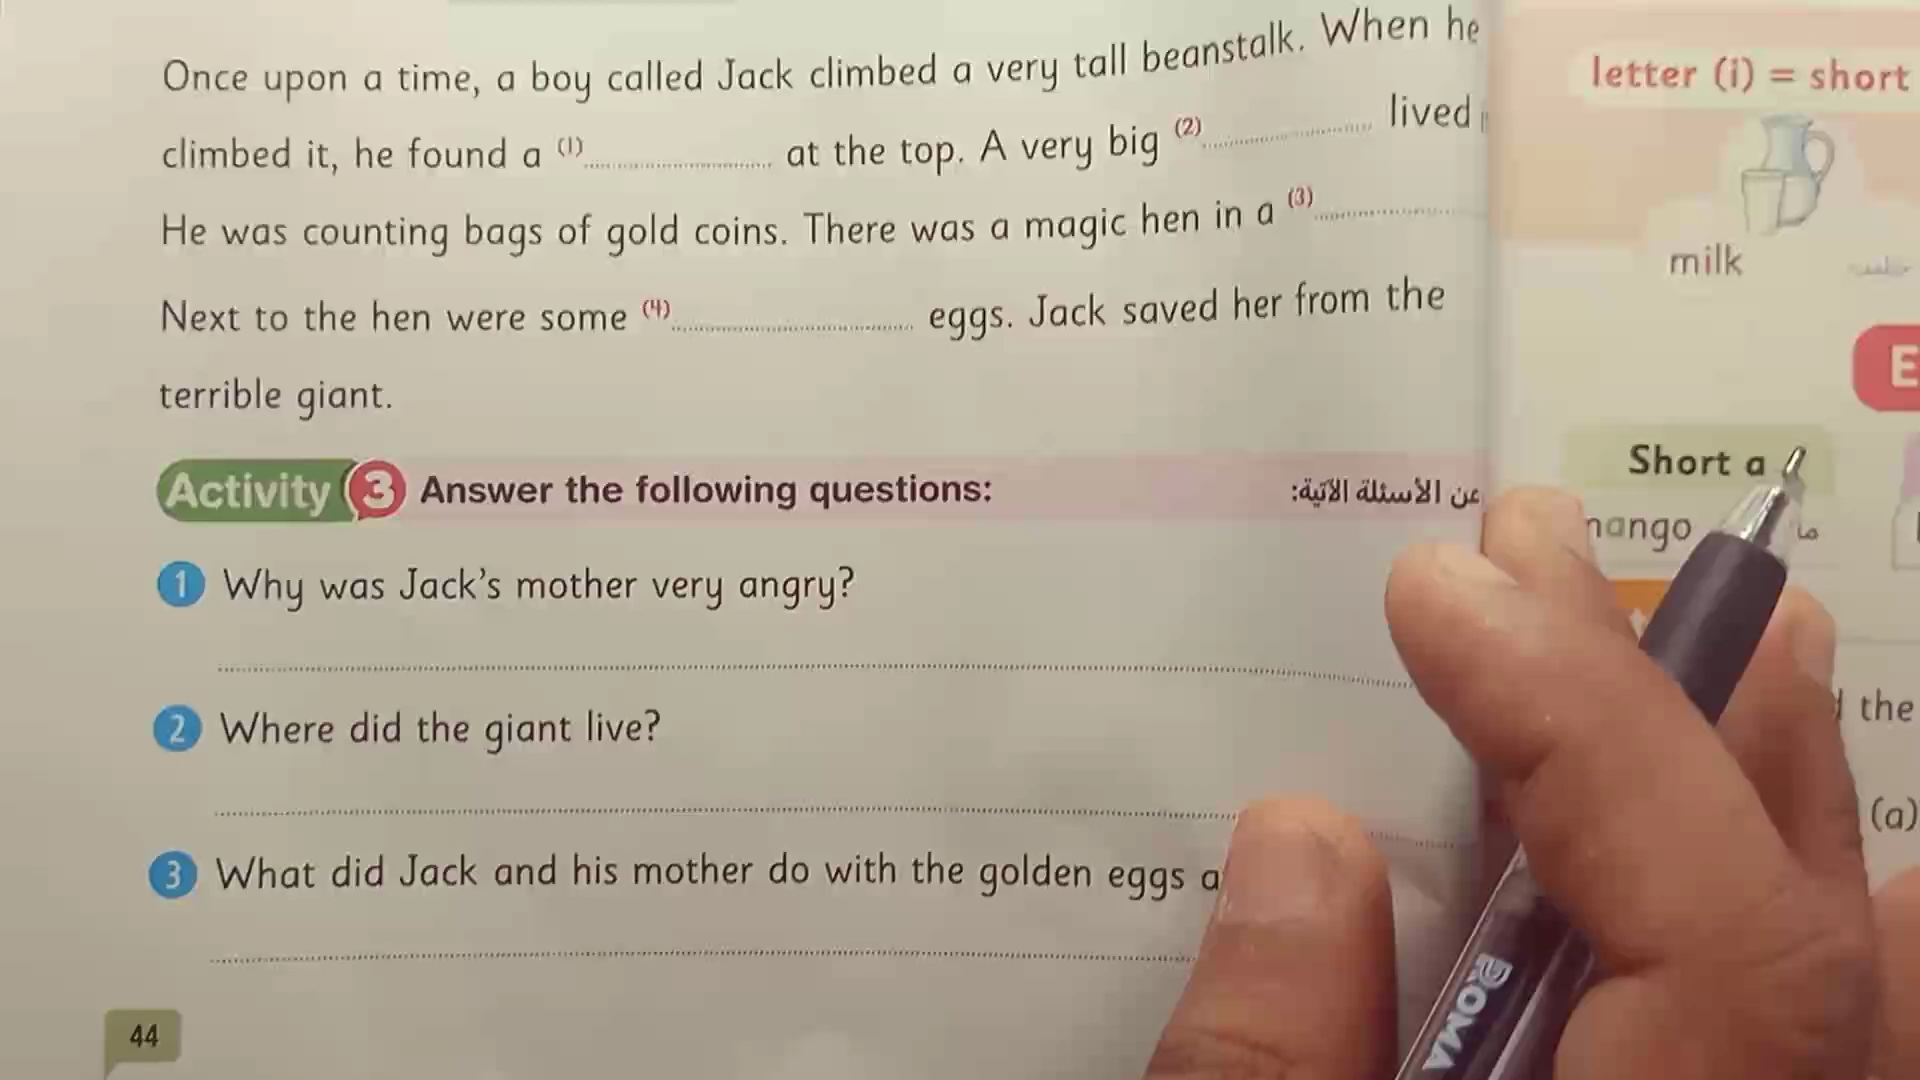 Once upon a time, a boy called Jack climbed a very tall beanstalk. When he
climbed it, he found a (1) at the top. A very big (2) lived
He was counting bags of gold coins. There was a magic hen in a (3)
Next to the hen were some (4) eggs. Jack saved her from the
terrible giant.
Activity 3 Answer the following questions:
عن الأسئلة الآتية:
1 Why was Jack's mother very angry?
2 Where did the giant live?
3 What did Jack and his mother do with the golden eggs
44
letter (i) = short
milk
E
Short a
mango
the
(a)
ROMA